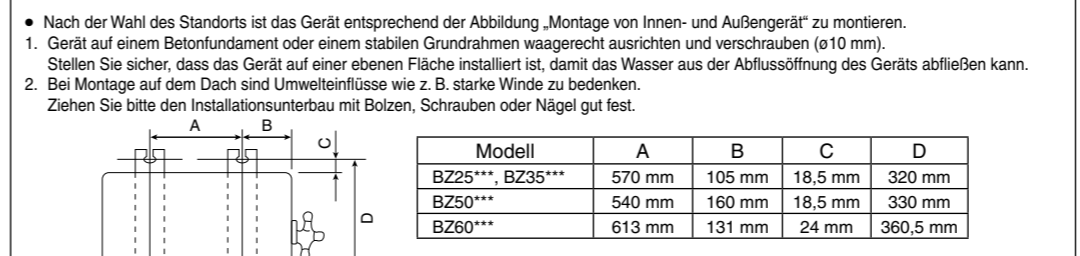 ● Nach der Wahl des Standorts ist das Gerät entsprechend der Abbildung „Montage von Innen- und Außengerät“ zu montieren.
1. Gerät auf einem Betonfundament oder einem stabilen Grundrahmen waagerecht ausrichten und verschrauben (ø10 mm).
Stellen Sie sicher, dass das Gerät auf einer ebenen Fläche installiert ist, damit das Wasser aus der Abflussöffnung des Geräts abfließen kann.
2. Bei Montage auf dem Dach sind Umwelteinflüsse wie z. B. starke Winde zu bedenken.
Ziehen Sie bitte den Installationsunterbau mit Bolzen, Schrauben oder Nägel gut fest.
A B
C
D
Modell A B C D
BZ25***, BZ35*** 570 mm 105 mm 18,5 mm 320 mm
BZ50*** 540 mm 160 mm 18,5 mm 330 mm
BZ60*** 613 mm 131 mm 24 mm 360,5 mm